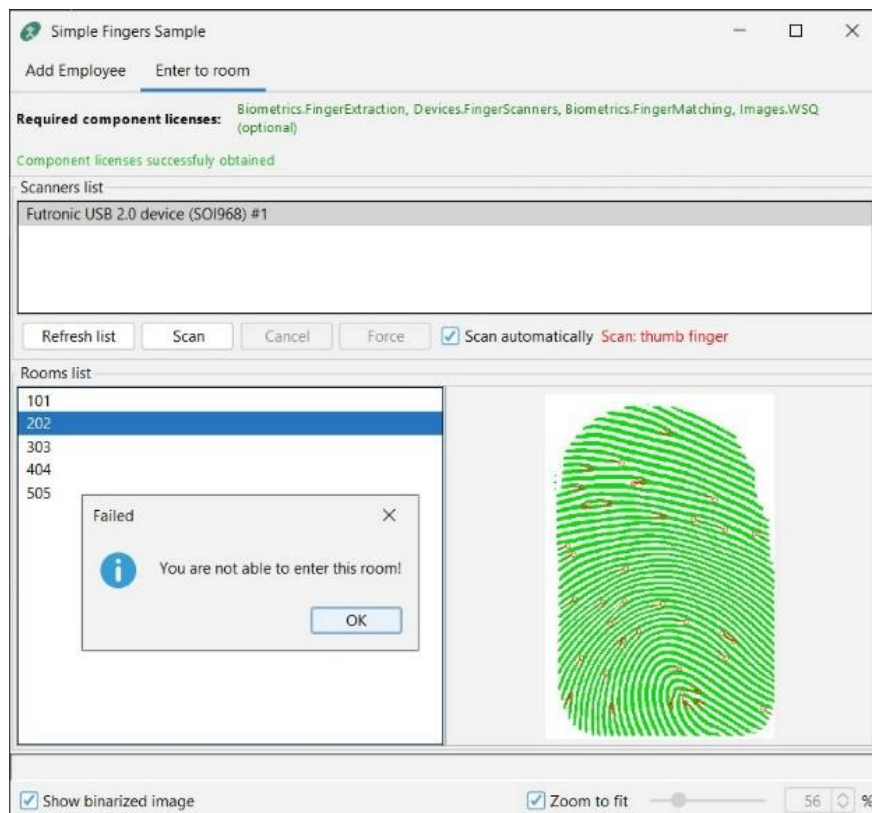 Simple Fingers Sample
Add Employee Enter to room
Required component licenses: Biometrics.FingerExtraction, Devices.FingerScanners, Biometrics.FingerMatching, Images.WSQ
(optional)
Component licenses successfuly obtained
Scanners list
Futronic USB 2.0 device (SOI968) #1
Refresh list Scan Cancel Force Scan automatically Scan: thumb finger
Rooms list
101
202
303
404
505
Failed
You are not able to enter this room!
OK
Show binarized image Zoom to fit 56 %